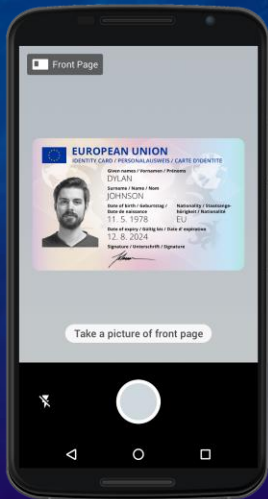 Front Page
EUROPEAN UNION
IDENTITY CARD / PERSONALAUSWEIS / CARTE D'IDENTITE
Given names / Vornamen / Prénoms
DYLAN
Surname / Name / Nom
JOHNSON
Date of birth / Geburtstag / Nationality / Staatsange-
Date de naissance hörigkeit / Nationalité
11. 5. 1978 EU
Date of expiry / Gültig bis / Date d' expiration
12. 8. 2024
Signature / Unterschrift / Signature
Take a picture of front page